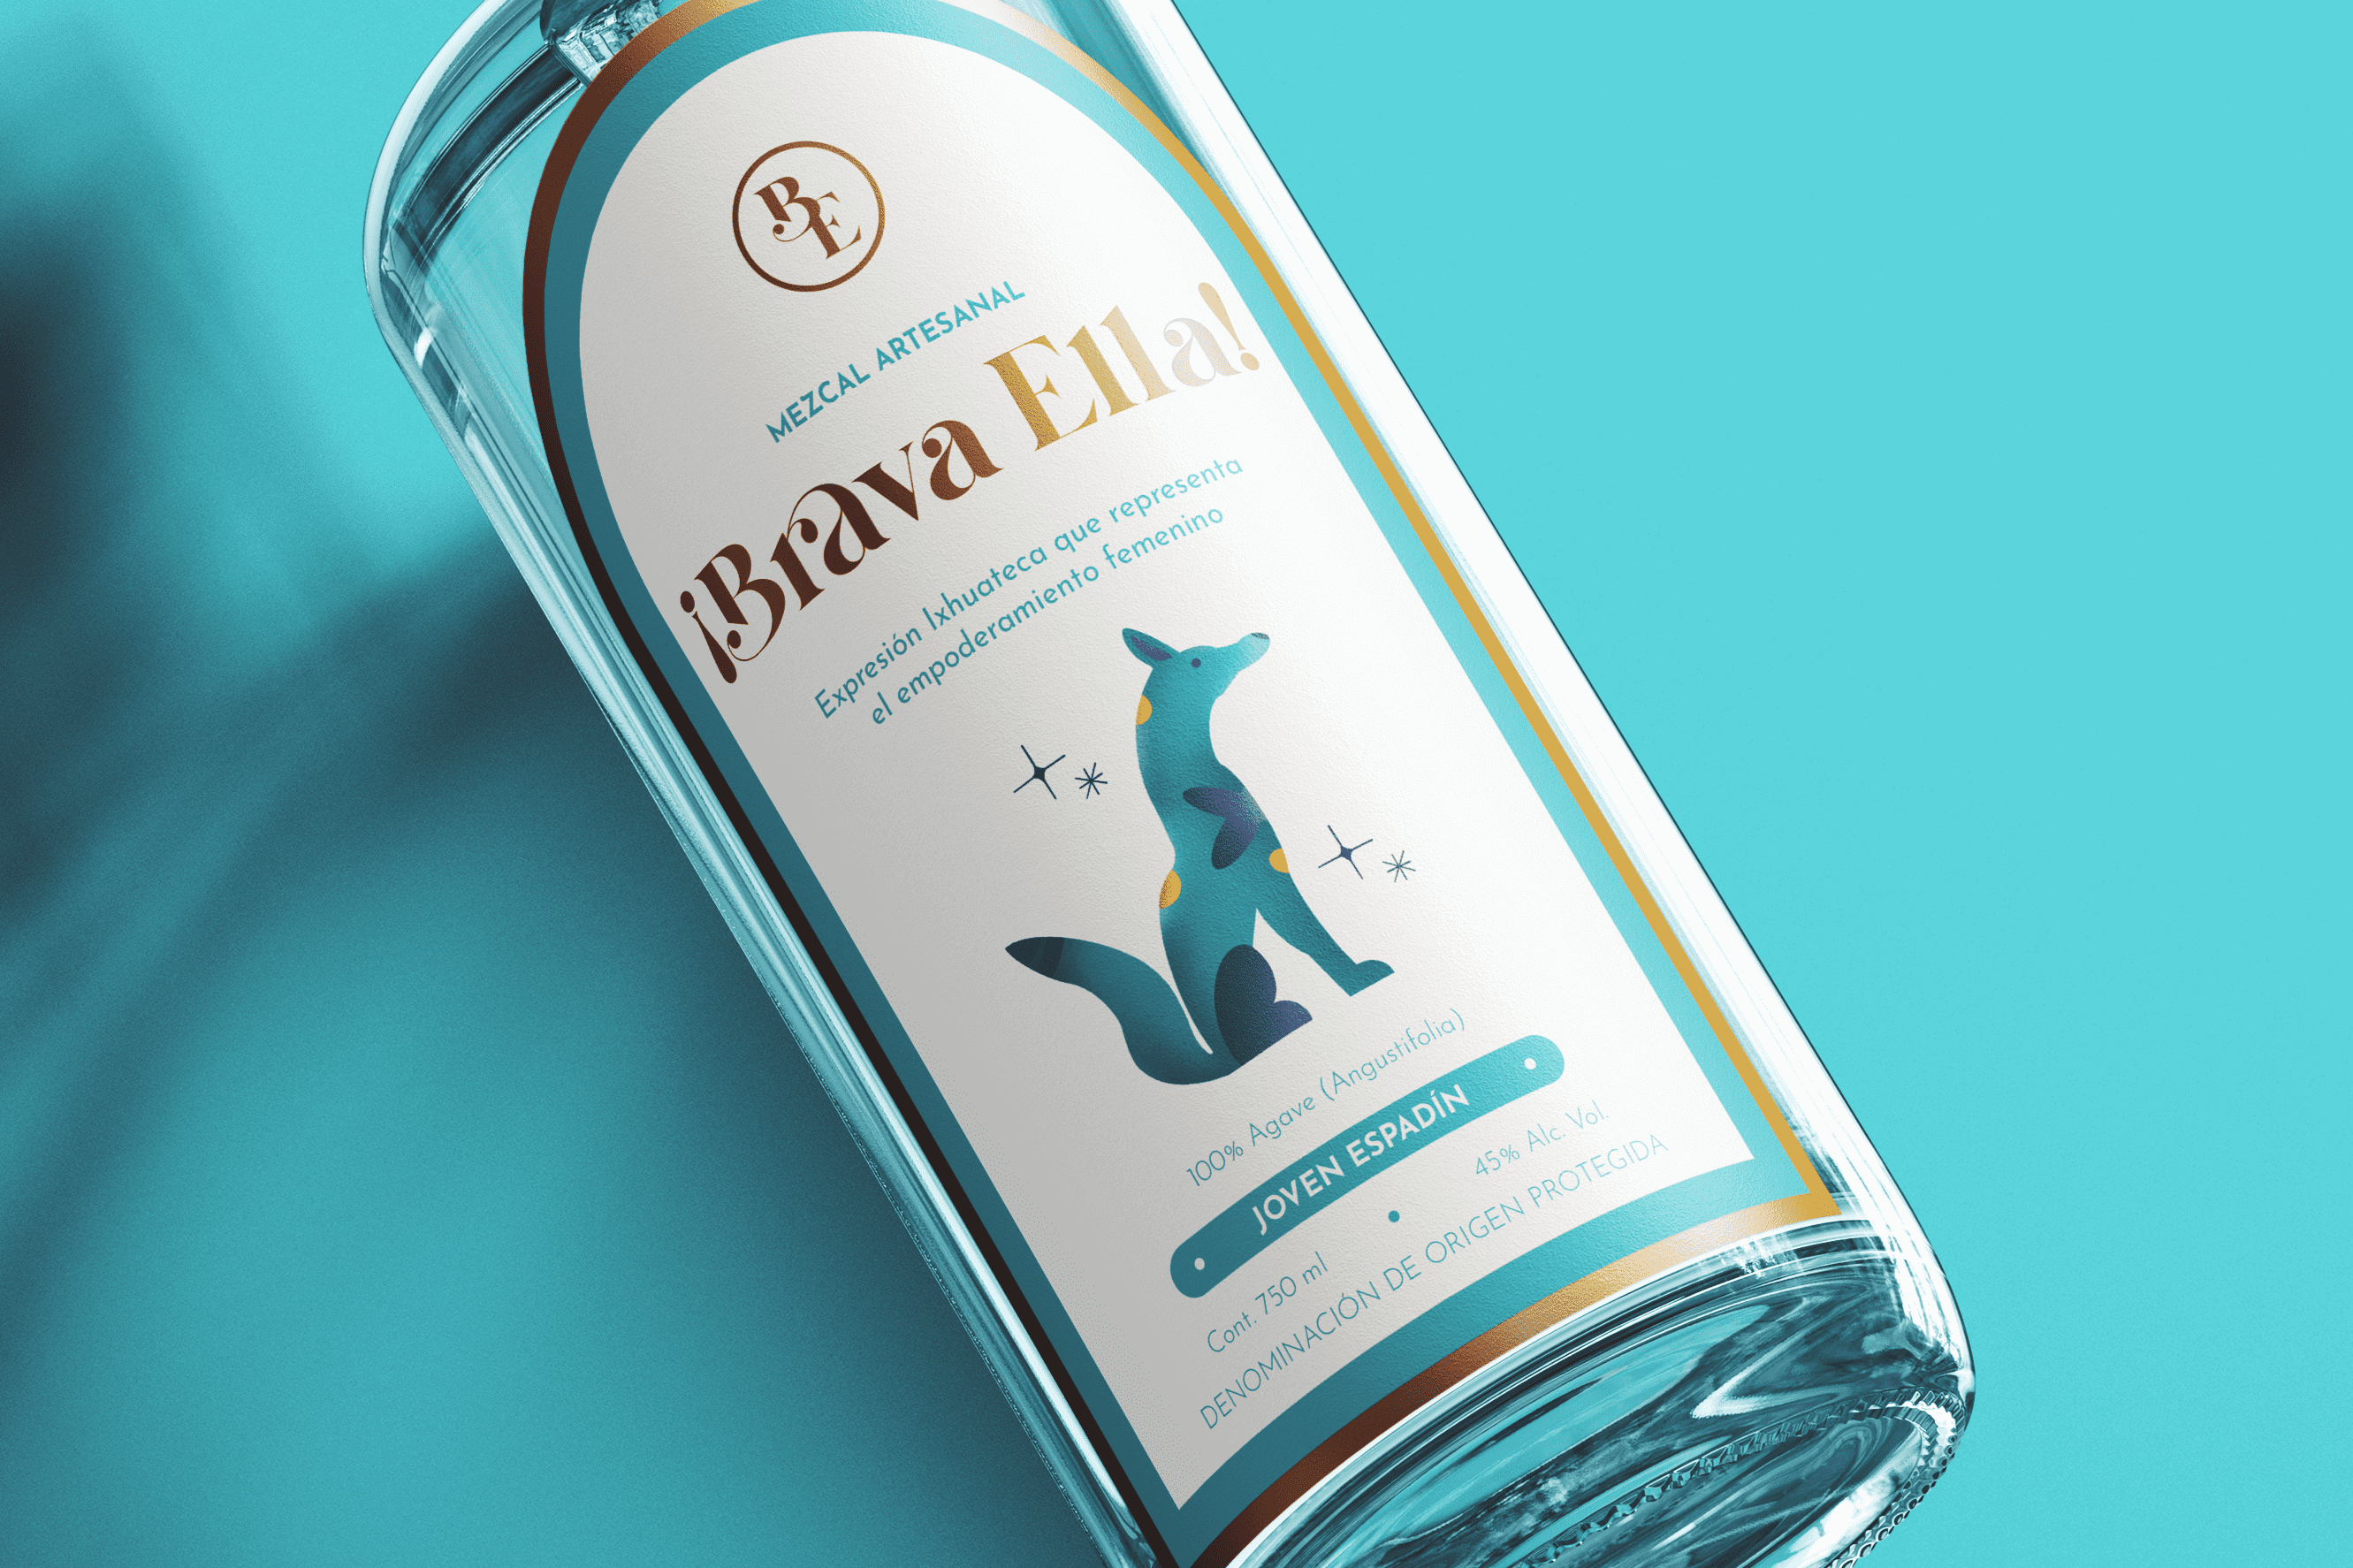 BE
MEZCAL ARTESANAL
¡Brava Ella!
Expresión Ixhuateca que representa
el empoderamiento femenino
100% Agave (Angustifolia)
JOVEN ESPADÍN
Cont. 750 ml • 45% Alc. Vol.
DENOMINACIÓN DE ORIGEN PROTEGIDA